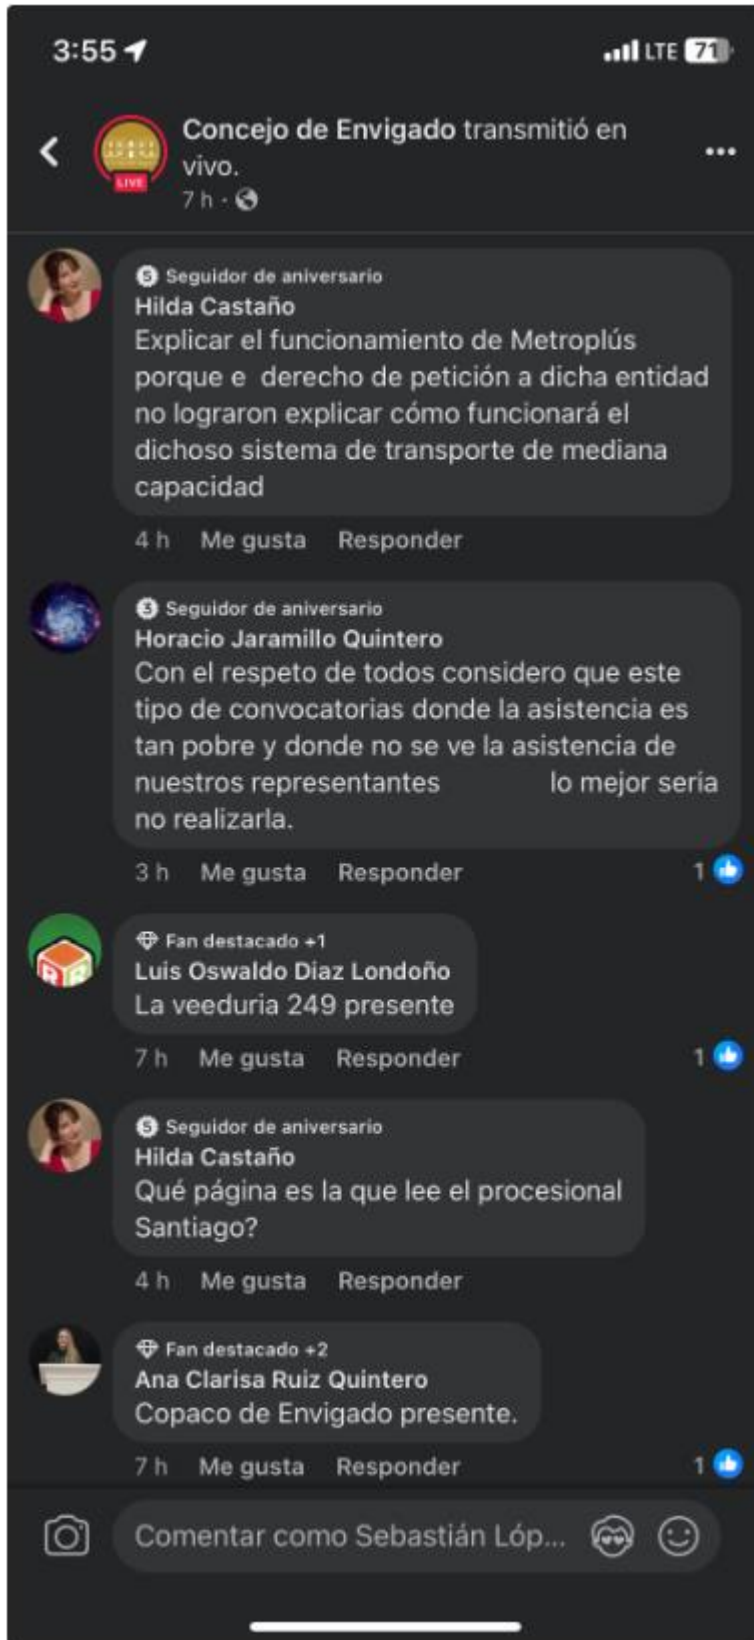 3:55
LTE 71
Concejo de Envigado transmitió en
vivo.
LIVE
7 h ·
5 Seguidor de aniversario
Hilda Castaño
Explicar el funcionamiento de Metroplús
porque e derecho de petición a dicha entidad
no lograron explicar cómo funcionará el
dichoso sistema de transporte de mediana
capacidad
4 h Me gusta Responder
3 Seguidor de aniversario
Horacio Jaramillo Quintero
Con el respeto de todos considero que este
tipo de convocatorias donde la asistencia es
tan pobre y donde no se ve la asistencia de
nuestros representantes lo mejor seria
no realizarla.
3 h Me gusta Responder 1
Fan destacado +1
Luis Oswaldo Diaz Londoño
La veeduria 249 presente
7 h Me gusta Responder 1
5 Seguidor de aniversario
Hilda Castaño
Qué página es la que lee el procesional
Santiago?
4 h Me gusta Responder
Fan destacado +2
Ana Clarisa Ruiz Quintero
Copaco de Envigado presente.
7 h Me gusta Responder 1
Comentar como Sebastián Lóp...